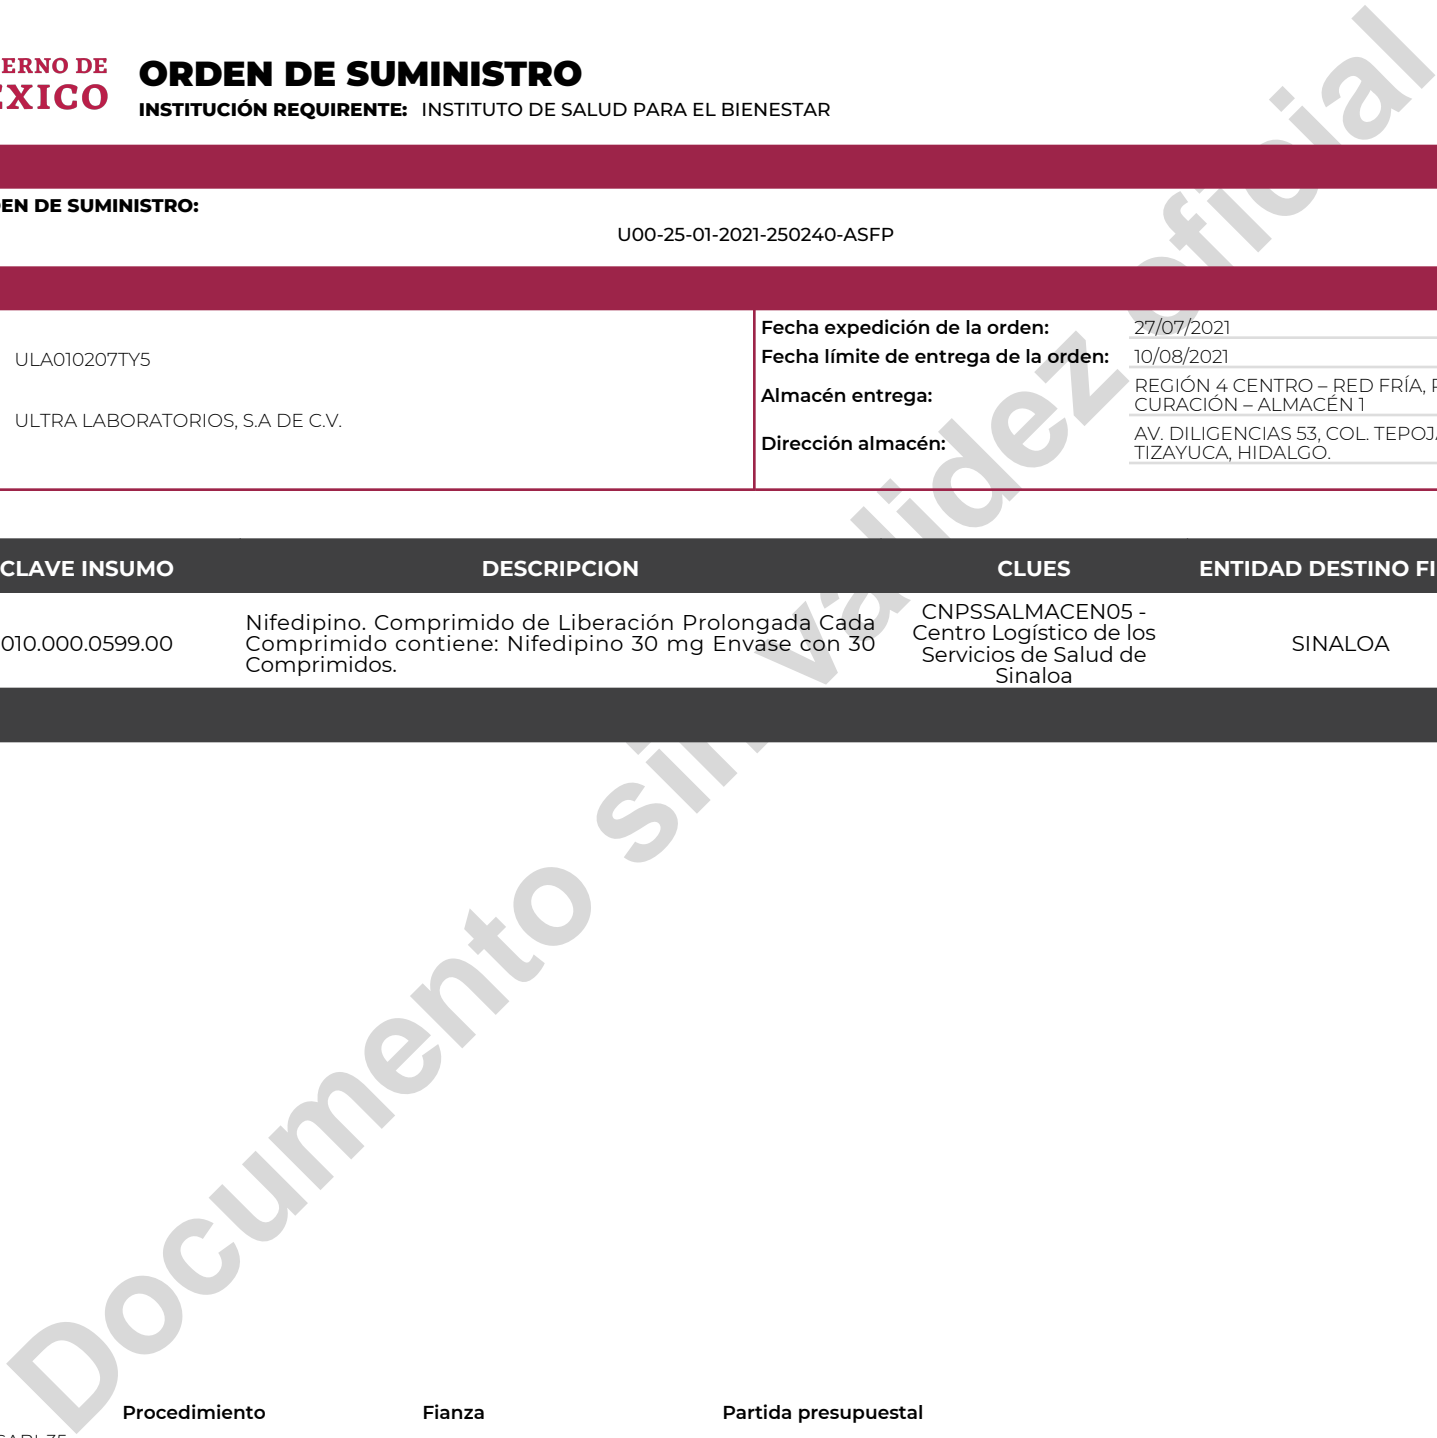 ERNO DE
ÉXICO
ORDEN DE SUMINISTRO
INSTITUCIÓN REQUIRENTE: INSTITUTO DE SALUD PARA EL BIENESTAR
EN DE SUMINISTRO:
U00-25-01-2021-250240-ASFP
ULA010207TY5
ULTRA LABORATORIOS, S.A DE C.V.
Fecha expedición de la orden: 27/07/2021
Fecha límite de entrega de la orden: 10/08/2021
Almacén entrega: REGIÓN 4 CENTRO – RED FRÍA,
CURACIÓN – ALMACÉN 1
Dirección almacén: AV. DILIGENCIAS 53, COL. TEPOJ
TIZAYUCA, HIDALGO.
CLAVE INSUMO DESCRIPCION CLUES ENTIDAD DESTINO FI
010.000.0599.00
Nifedipino. Comprimido de Liberación Prolongada Cada
Comprimido contiene: Nifedipino 30 mg Envase con 30
Comprimidos.
CNPSSALMACEN05 -
Centro Logístico de los
Servicios de Salud de
Sinaloa
SINALOA
Documento sin validez oficial
Procedimiento Fianza Partida presupuestal